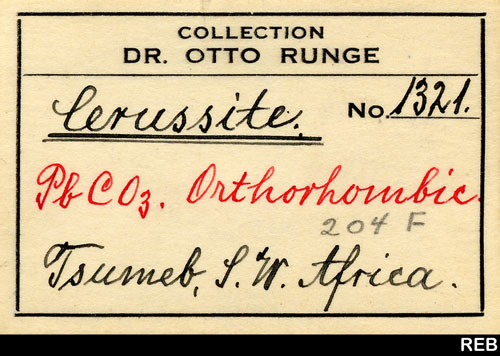 COLLECTION
DR. OTTO RUNGE
Cerussite. No. 1321.
PbCO3. Orthorhombic.
204 F
Tsumeb, S.W. Africa.
REB